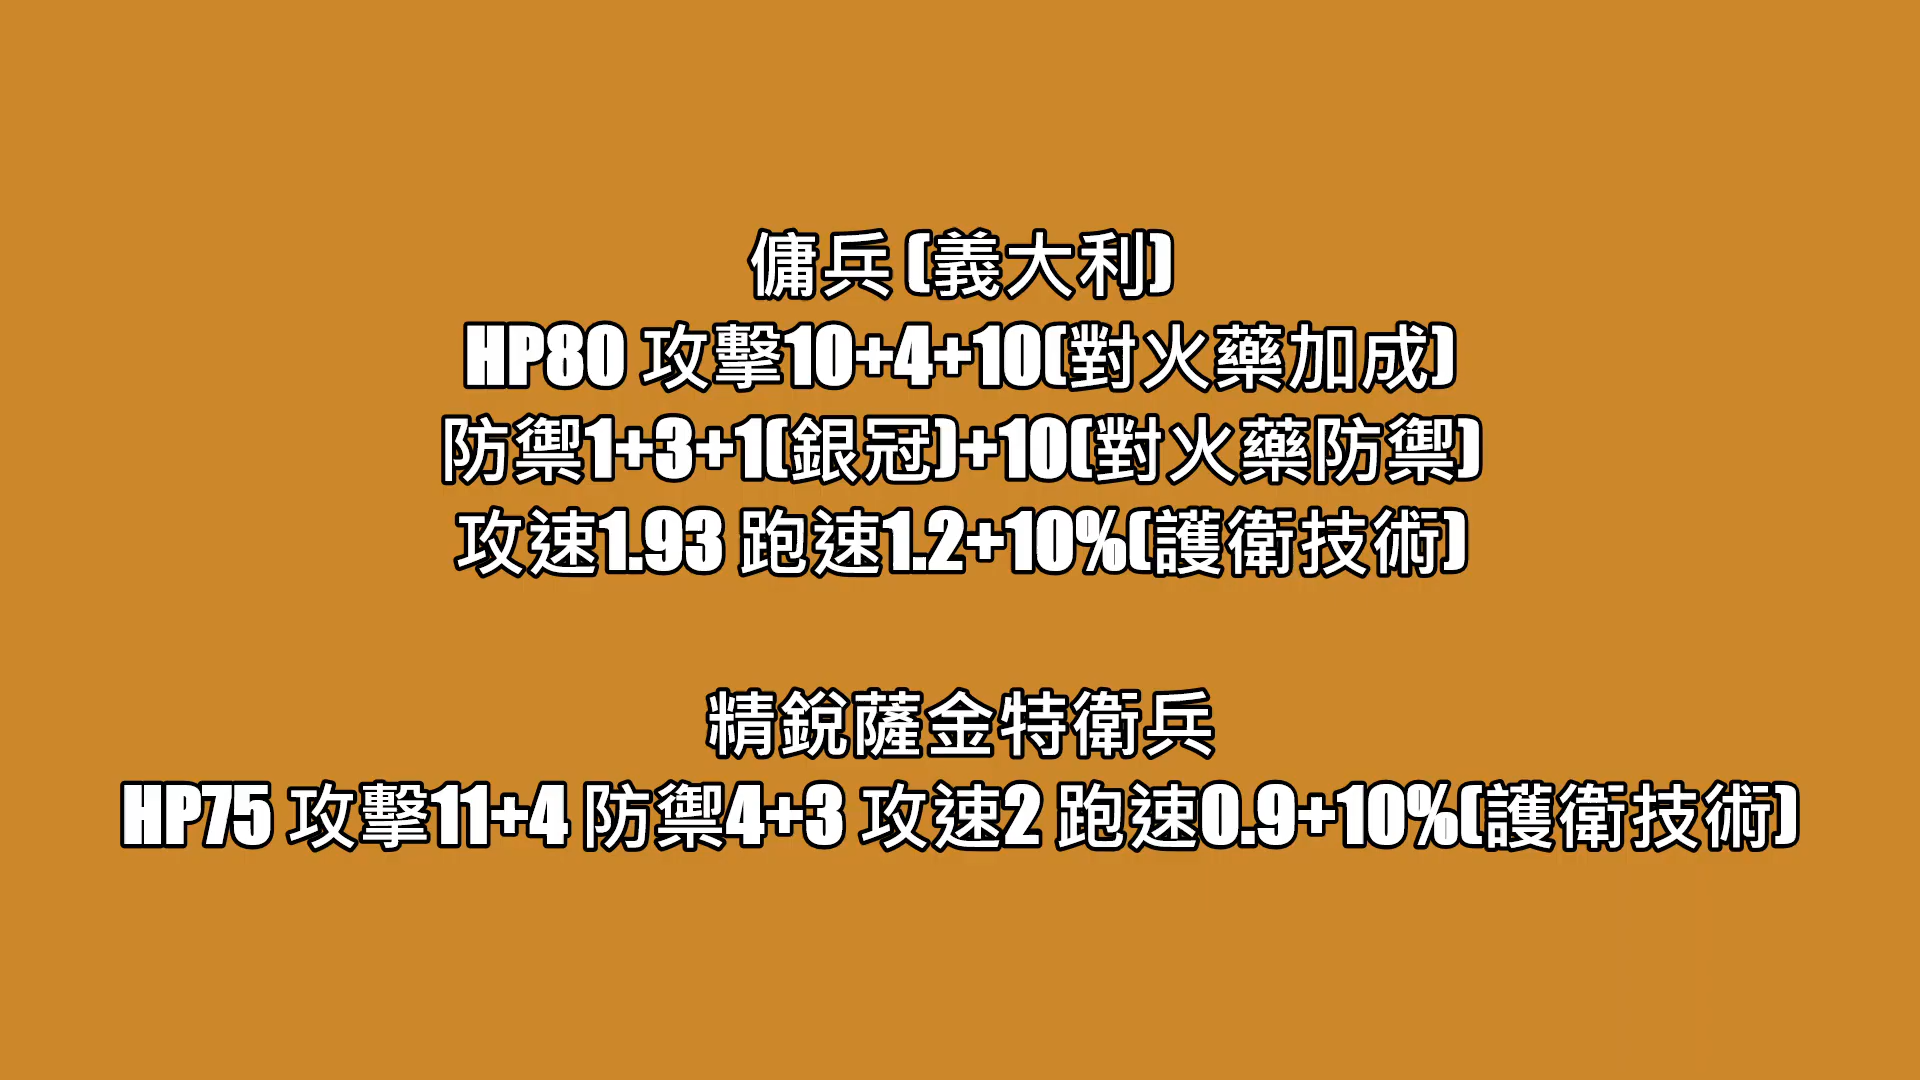 傭兵(義大利)
HP80 攻擊10+4+10(對火藥加成)
防禦1+3+1(銀冠)+10(對火藥防禦)
攻速1.93 跑速1.2+10%(護衛技術)
精銳薩金特衛兵
HP75 攻擊11+4 防禦4+3 攻速2 跑速0.9+10%(護衛技術)